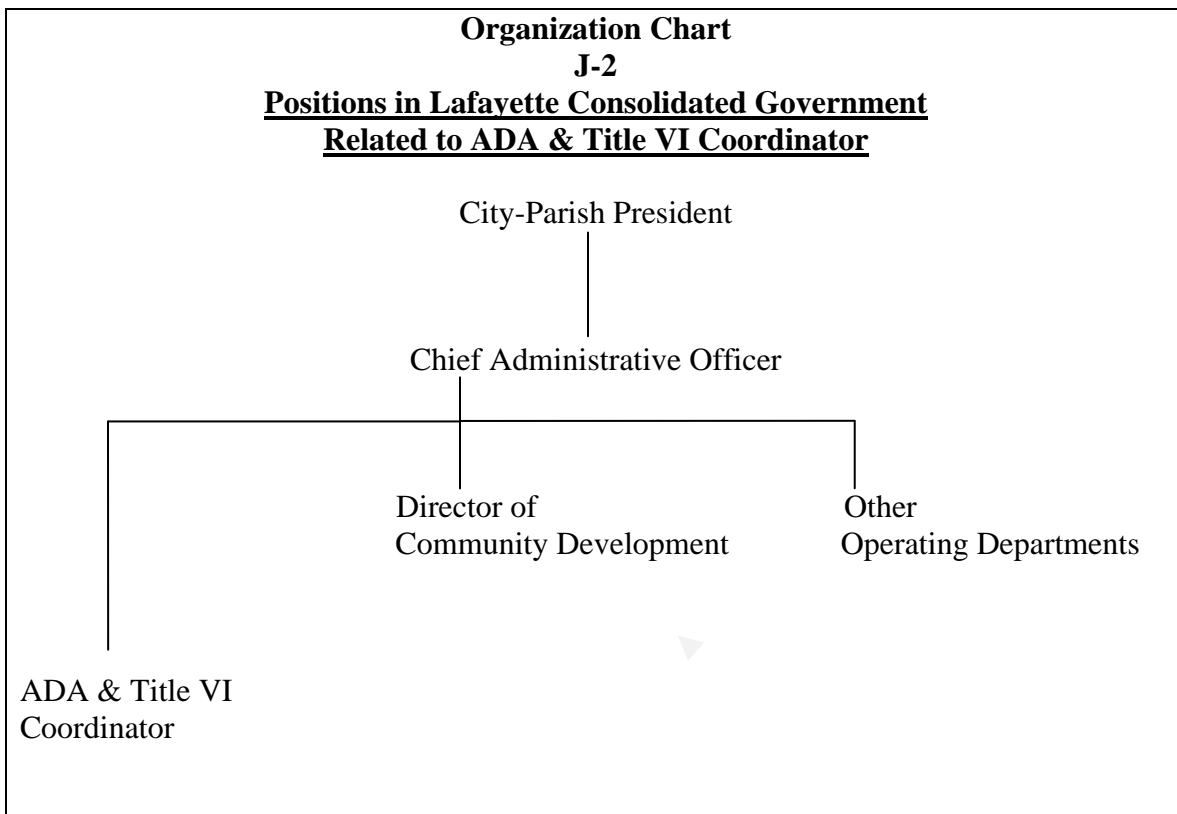 Organization Chart
J-2
Positions in Lafayette Consolidated Government
Related to ADA & Title VI Coordinator
City-Parish President
Chief Administrative Officer
Director of
Community Development
Other
Operating Departments
ADA & Title VI
Coordinator